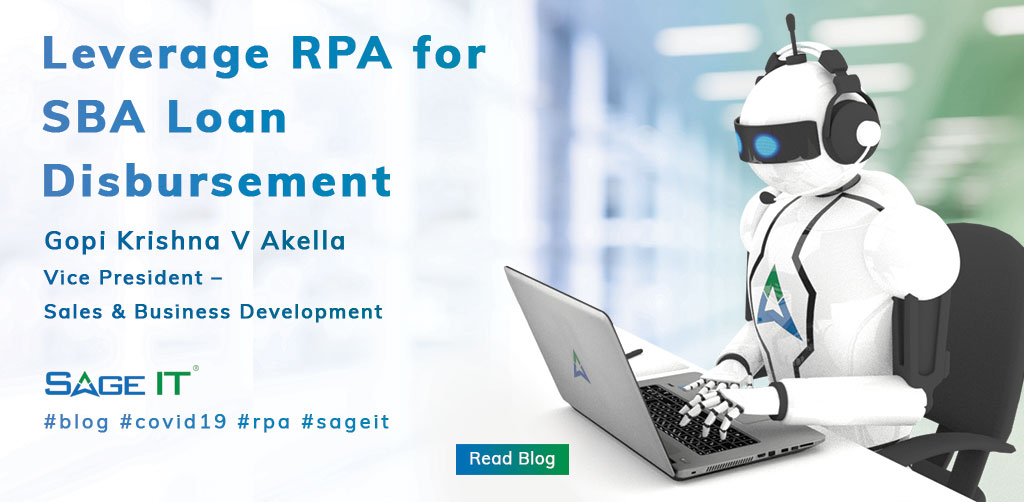 Leverage RPA for
SBA Loan
Disbursement
Gopi Krishna V Akella
Vice President –
Sales & Business Development
SAGE IT®
#blog #covid19 #rpa #sageit
Read Blog